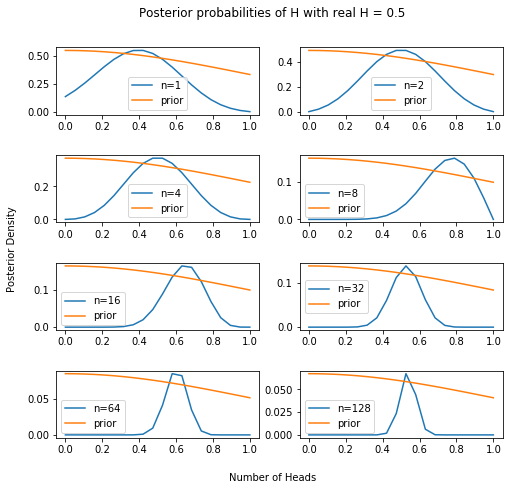 Posterior probabilities of H with real H = 0.5
0.50
0.25
0.00
n=1
prior
0.0 0.2 0.4 0.6 0.8 1.0
0.4
0.2
0.0
n=2
prior
0.0 0.2 0.4 0.6 0.8 1.0
0.2
0.0
n=4
prior
0.0 0.2 0.4 0.6 0.8 1.0
0.1
0.0
n=8
prior
0.0 0.2 0.4 0.6 0.8 1.0
Posterior Density
0.1
0.0
n=16
prior
0.0 0.2 0.4 0.6 0.8 1.0
0.1
0.0
n=32
prior
0.0 0.2 0.4 0.6 0.8 1.0
0.05
0.00
n=64
prior
0.0 0.2 0.4 0.6 0.8 1.0
0.050
0.025
0.000
n=128
prior
0.0 0.2 0.4 0.6 0.8 1.0
Number of Heads